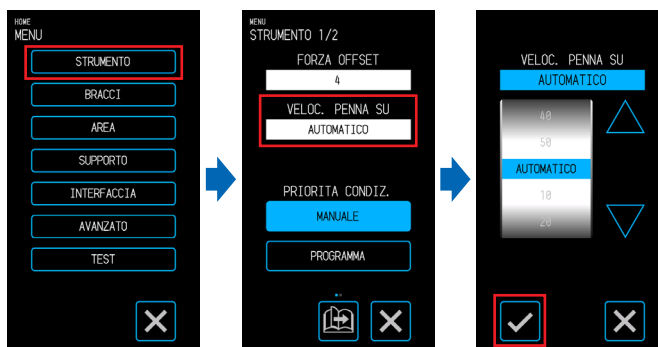 HOME
MENU
STRUMENTO
BRACCI
AREA
SUPPORTO
INTERFACCIA
AVANZATO
TEST
MENU
STRUMENTO 1/2
FORZA OFFSET
4
VELOC. PENNA SU
AUTOMATICO
PRIORITA CONDIZ.
MANUALE
PROGRAMMA
VELOC. PENNA SU
AUTOMATICO
40
50
AUTOMATICO
10
20